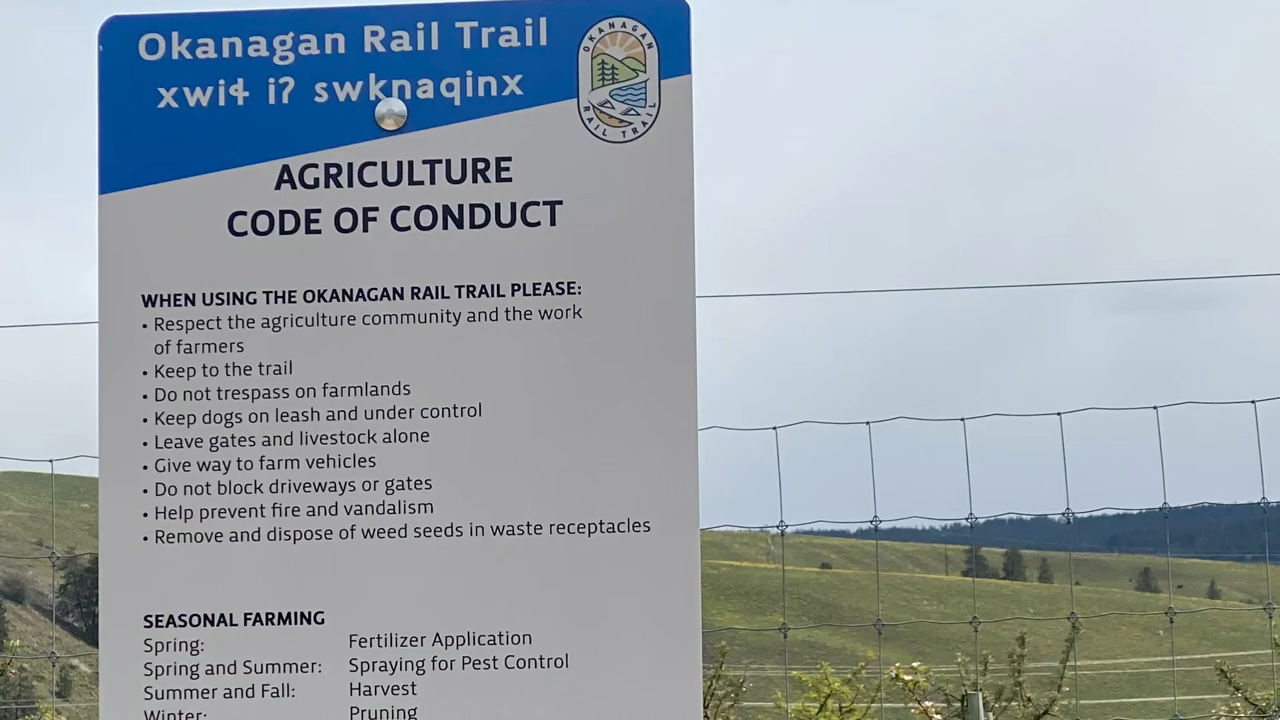 Okanagan Rail Trail
xwiɬ iʔ swknaqinx
OKANAGAN
RAIL TRAIL
AGRICULTURE
CODE OF CONDUCT
WHEN USING THE OKANAGAN RAIL TRAIL PLEASE:
• Respect the agriculture community and the work
of farmers
• Keep to the trail
• Do not trespass on farmlands
• Keep dogs on leash and under control
• Leave gates and livestock alone
• Give way to farm vehicles
• Do not block driveways or gates
• Help prevent fire and vandalism
• Remove and dispose of weed seeds in waste receptacles
SEASONAL FARMING
Spring: Fertilizer Application
Spring and Summer: Spraying for Pest Control
Summer and Fall: Harvest
Winter: Pruning